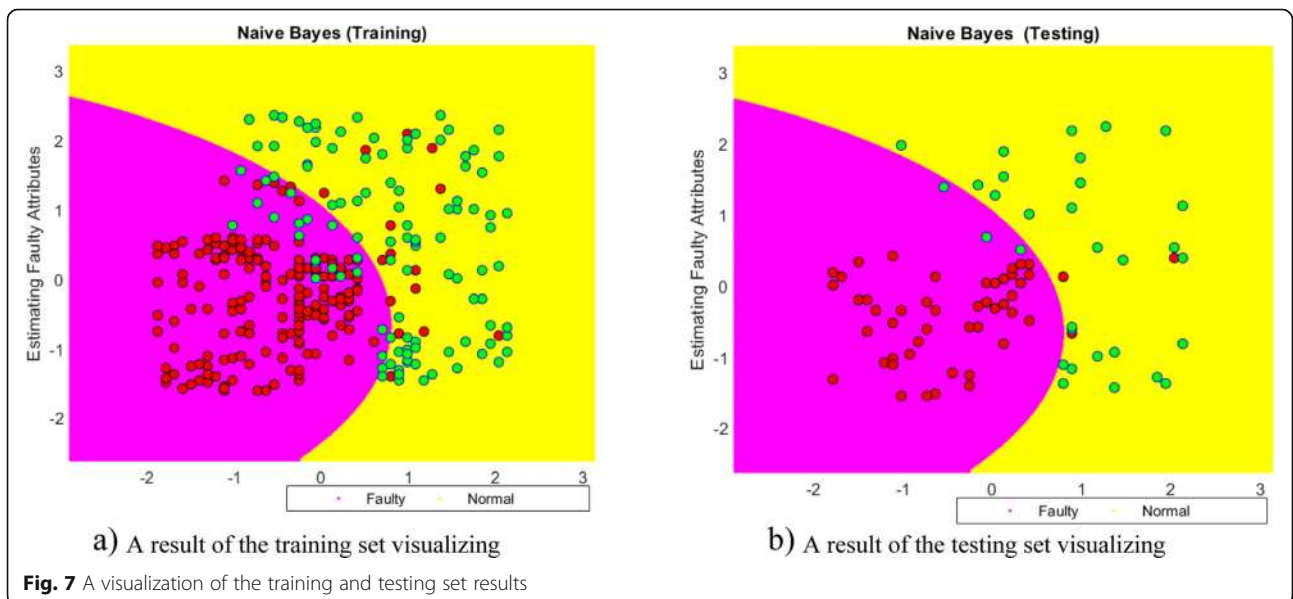 Naive Bayes (Training)
Estimating Faulty Attributes
3
2
1
0
-1
-2
-2 -1 0 1 2 3
Faulty Normal
a) A result of the training set visualizing
Naive Bayes (Testing)
Estimating Faulty Attributes
3
2
1
0
-1
-2
-2 -1 0 1 2 3
Faulty Normal
b) A result of the testing set visualizing
Fig. 7 A visualization of the training and testing set results